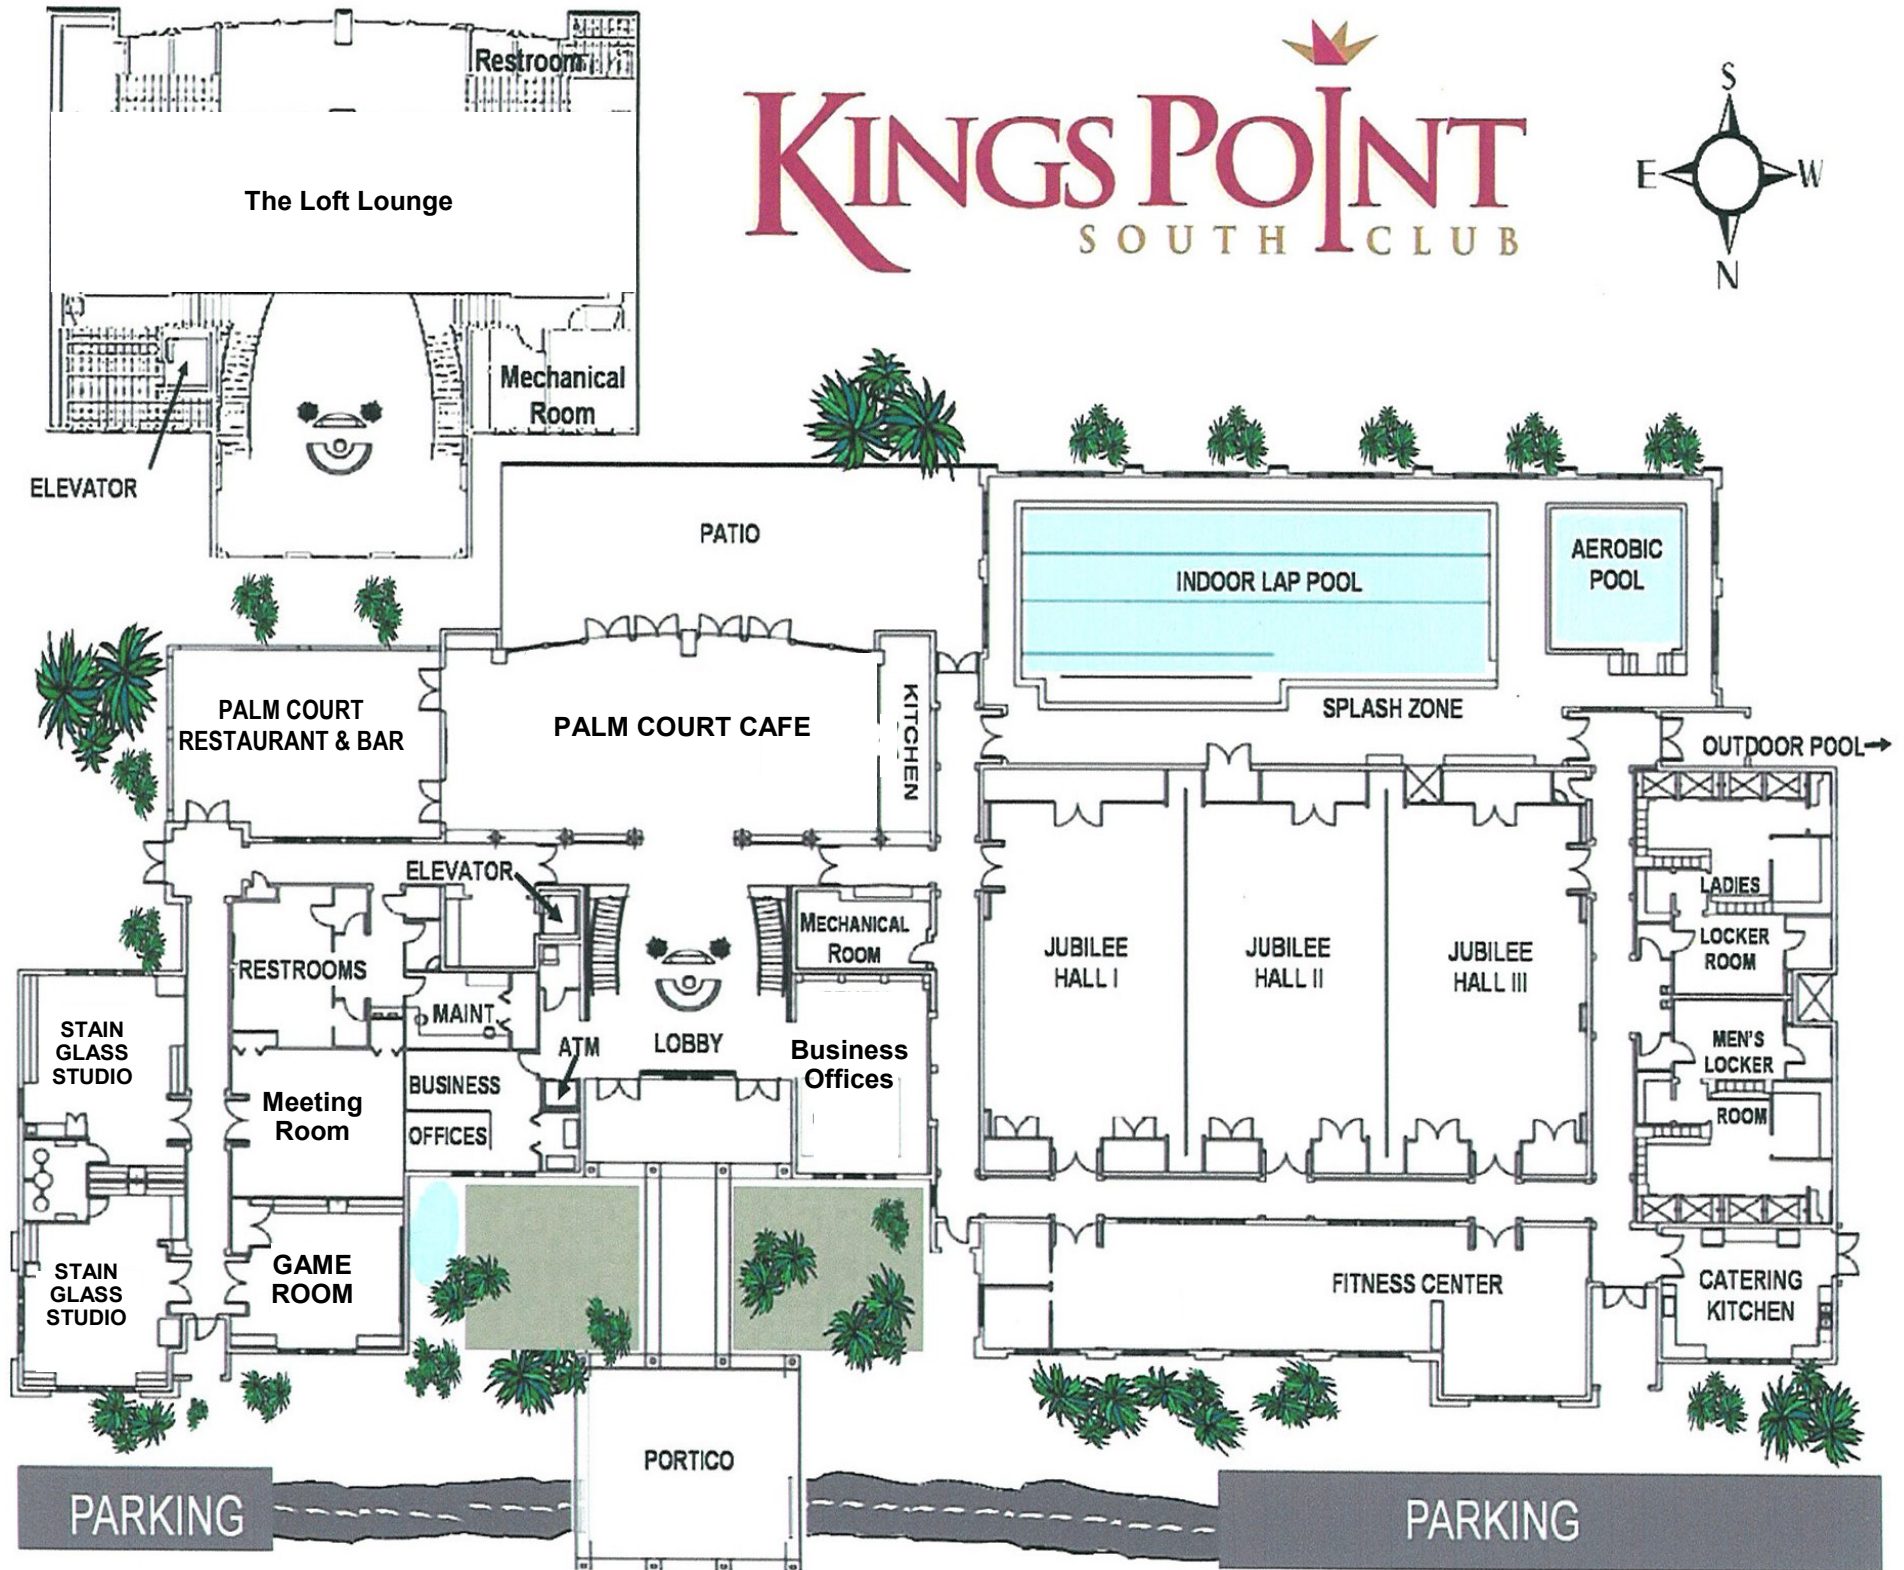 Restroom
KINGS POINT
SOUTH CLUB
S
E
W
N
The Loft Lounge
Mechanical
Room
ELEVATOR
PATIO
INDOOR LAP POOL
AEROBIC
POOL
PALM COURT
RESTAURANT & BAR
PALM COURT CAFE
KITCHEN
SPLASH ZONE
OUTDOOR POOL
ELEVATOR
MECHANICAL
ROOM
RESTROOMS
MAINT.
STAIN
GLASS
STUDIO
ATM
LOBBY
Business
Offices
BUSINESS
OFFICES
Meeting
Room
JUBILEE
HALL I
JUBILEE
HALL II
JUBILEE
HALL III
LADIES
LOCKER
ROOM
MEN'S
LOCKER
ROOM
STAIN
GLASS
STUDIO
GAME
ROOM
FITNESS CENTER
CATERING
KITCHEN
PORTICO
PARKING
PARKING